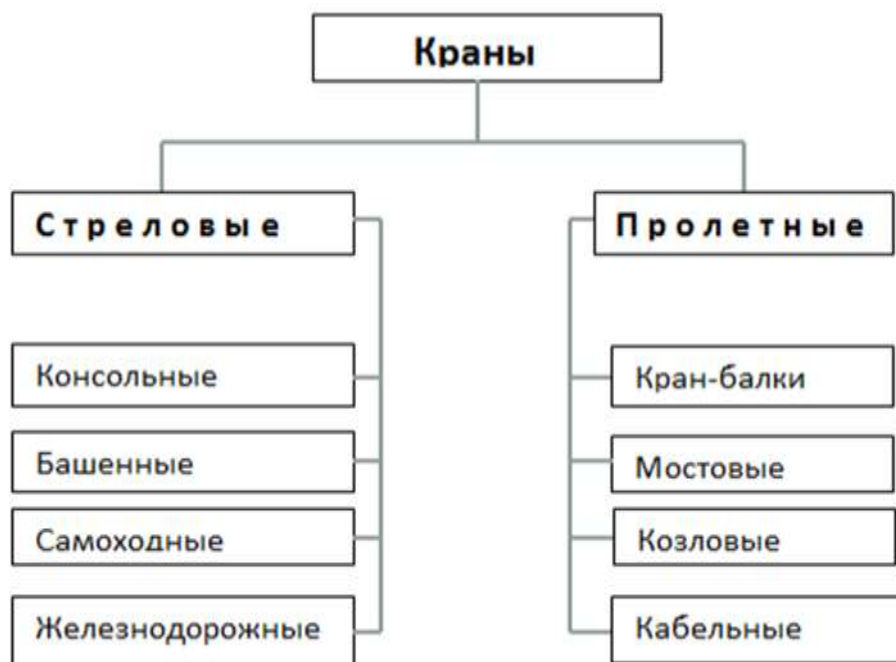 Краны
Стреловые
Пролетные
Консольные
Башенные
Самоходные
Железнодорожные
Кран-балки
Мостовые
Козловые
Кабельные